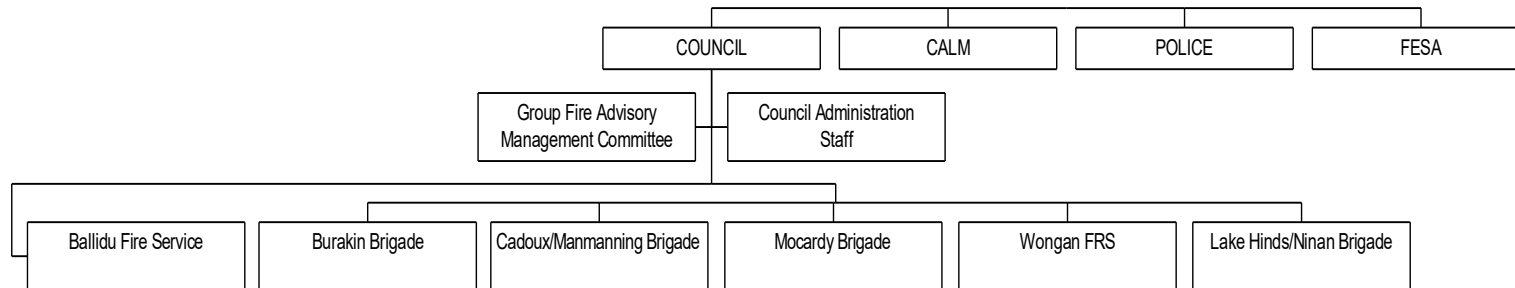 COUNCIL
CALM
POLICE
FESA
Group Fire Advisory
Management Committee
Council Administration
Staff
Ballidu Fire Service
Burakin Brigade
Cadoux/Manmanning Brigade
Mocardy Brigade
Wongan FRS
Lake Hinds/Ninan Brigade